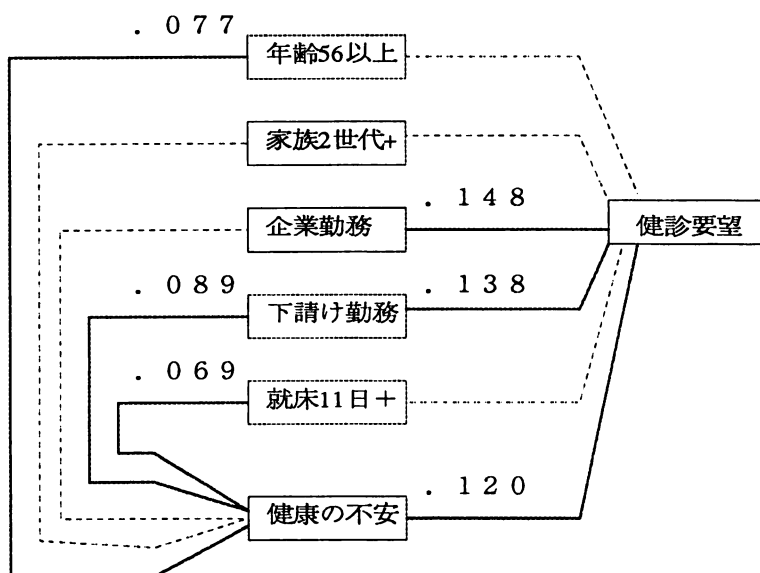 .077
年齢56以上
家族2世代+
.148
企業勤務
健診要望
.089
.138
下請け勤務
.069
就床11日+
.120
健康の不安